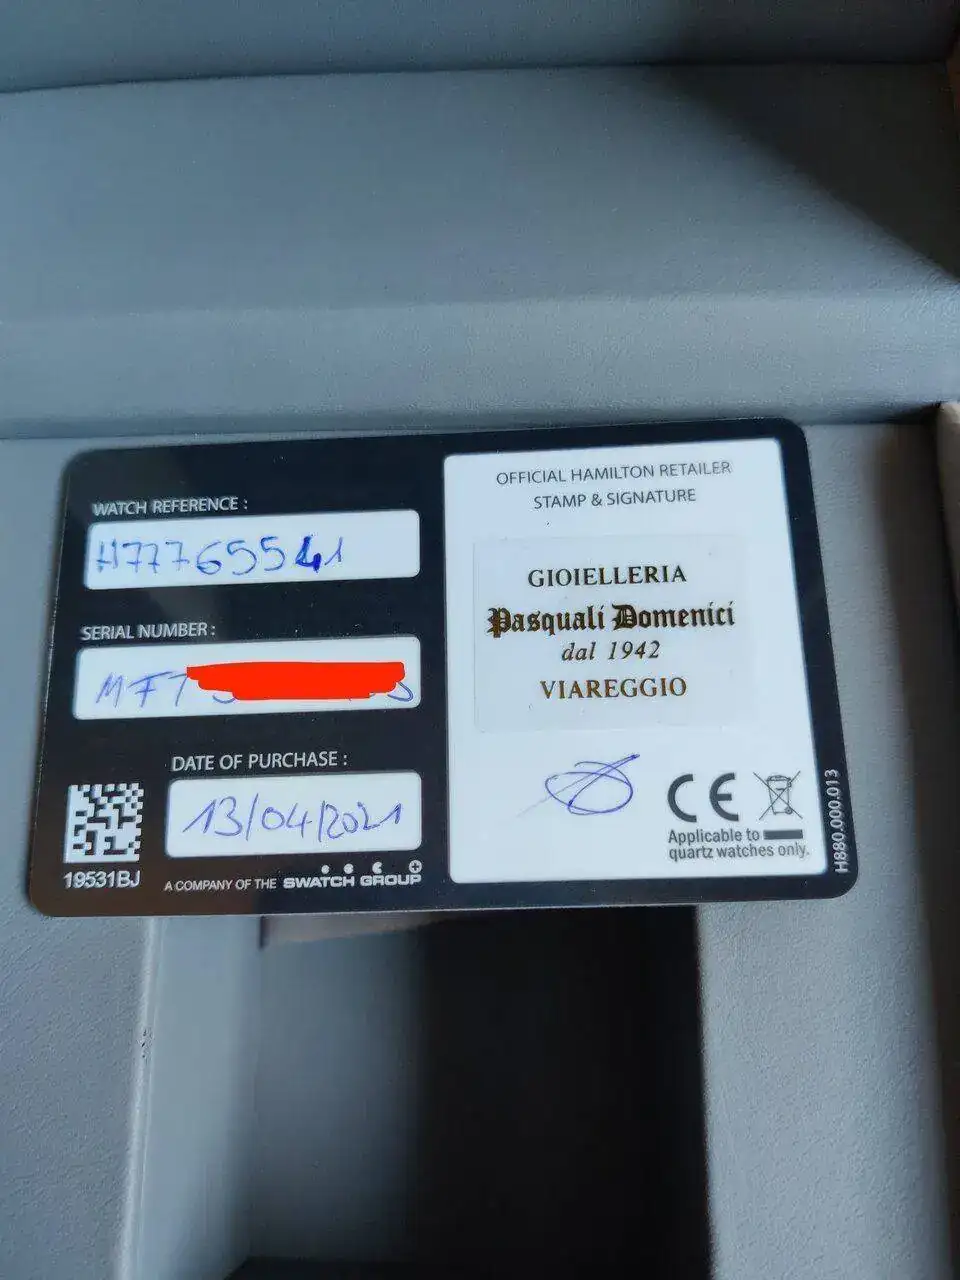 WATCH REFERENCE :
H77765541
SERIAL NUMBER :
MFT
DATE OF PURCHASE :
13/04/2021
19531BJ
A COMPANY OF THE SWATCH GROUP
OFFICIAL HAMILTON RETAILER
STAMP & SIGNATURE
GIOIELLERIA
Pasquali Domenici
dal 1942
VIAREGGIO
CE
Applicable to
quartz watches only.
H880.000.013